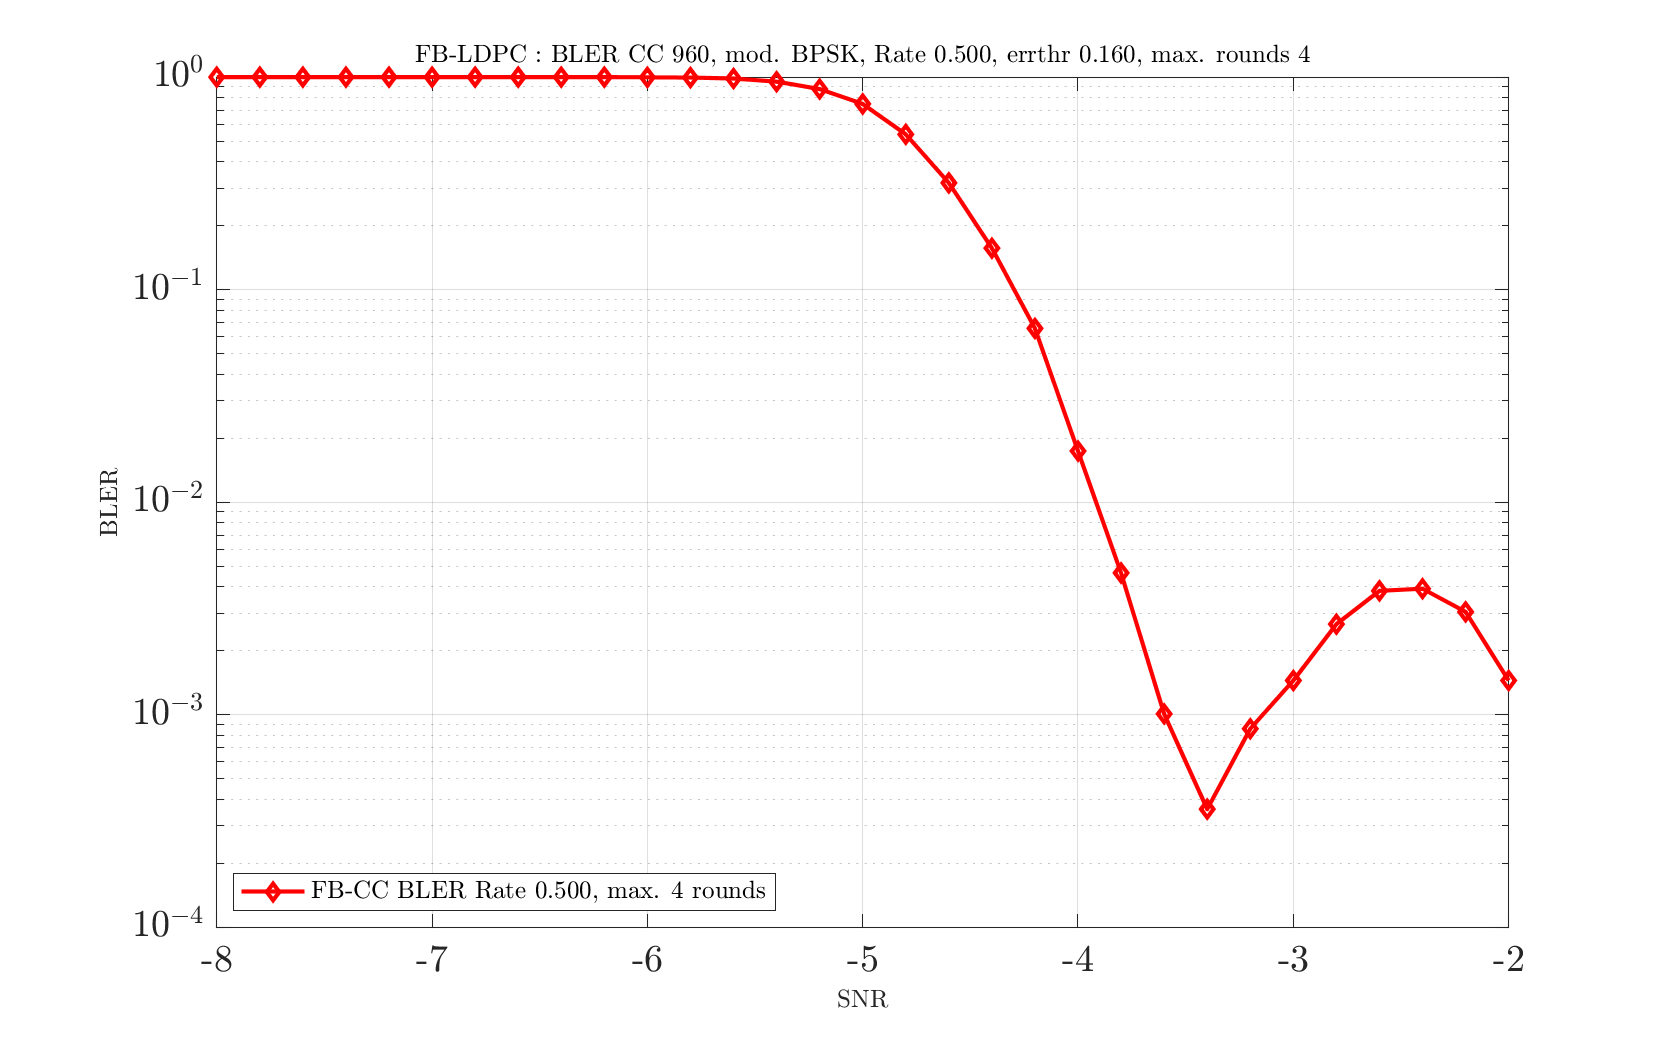 FB-LDPC : BLER CC 960, mod. BPSK, Rate 0.500, errthr 0.160, max. rounds 4
10^0
10^-1
10^-2
10^-3
10^-4
BLER
FB-CC BLER Rate 0.500, max. 4 rounds
-8 -7 -6 -5 -4 -3 -2
SNR